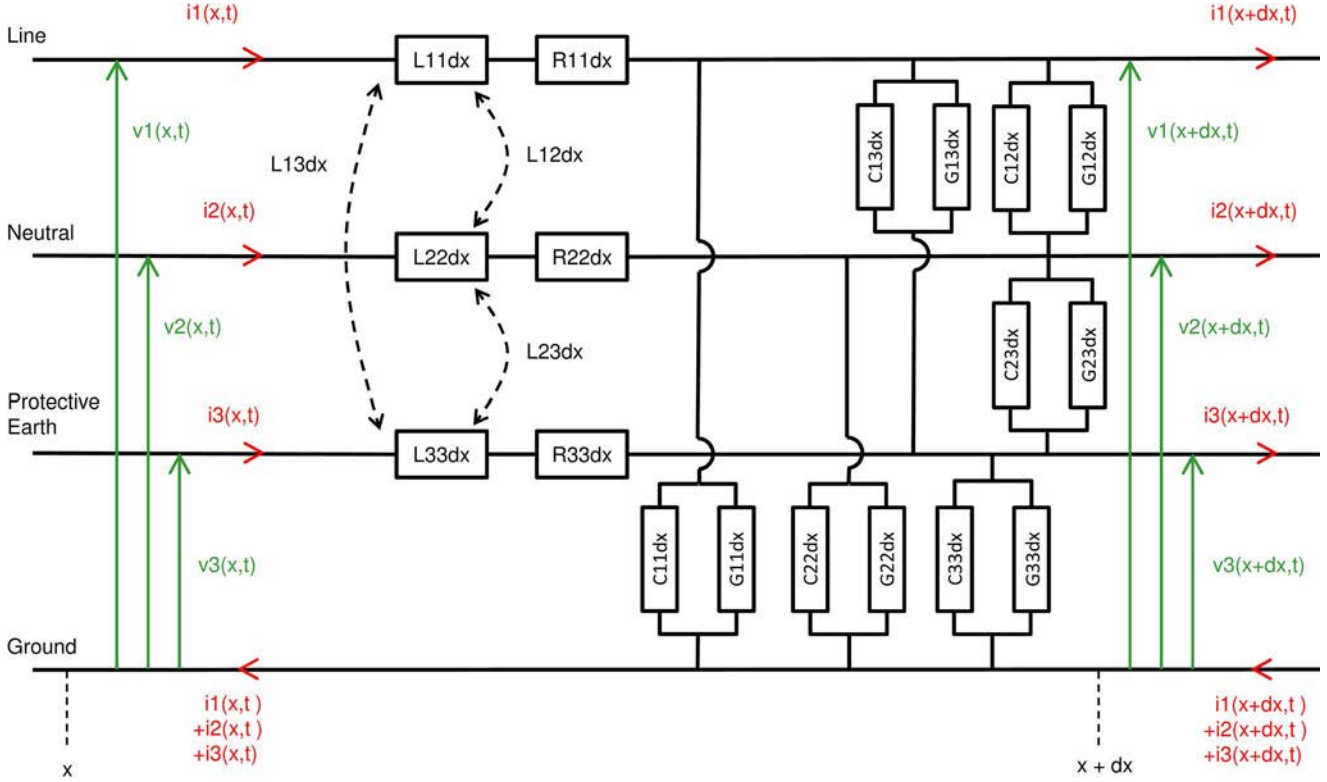 i1(x,t)
i1(x+dx,t)
Line
L11dx
R11dx
v1(x,t)
v1(x+dx,t)
L13dx
L12dx
C13dx
G13dx
C12dx
G12dx
i2(x,t)
i2(x+dx,t)
Neutral
L22dx
R22dx
v2(x,t)
v2(x+dx,t)
L23dx
C23dx
G23dx
Protective
Earth
i3(x,t)
i3(x+dx,t)
L33dx
R33dx
C11dx
G11dx
C22dx
G22dx
C33dx
G33dx
v3(x,t)
v3(x+dx,t)
Ground
i1(x,t )
+i2(x,t )
+i3(x,t)
i1(x+dx,t )
+i2(x+dx,t )
+i3(x+dx,t)
x
x + dx